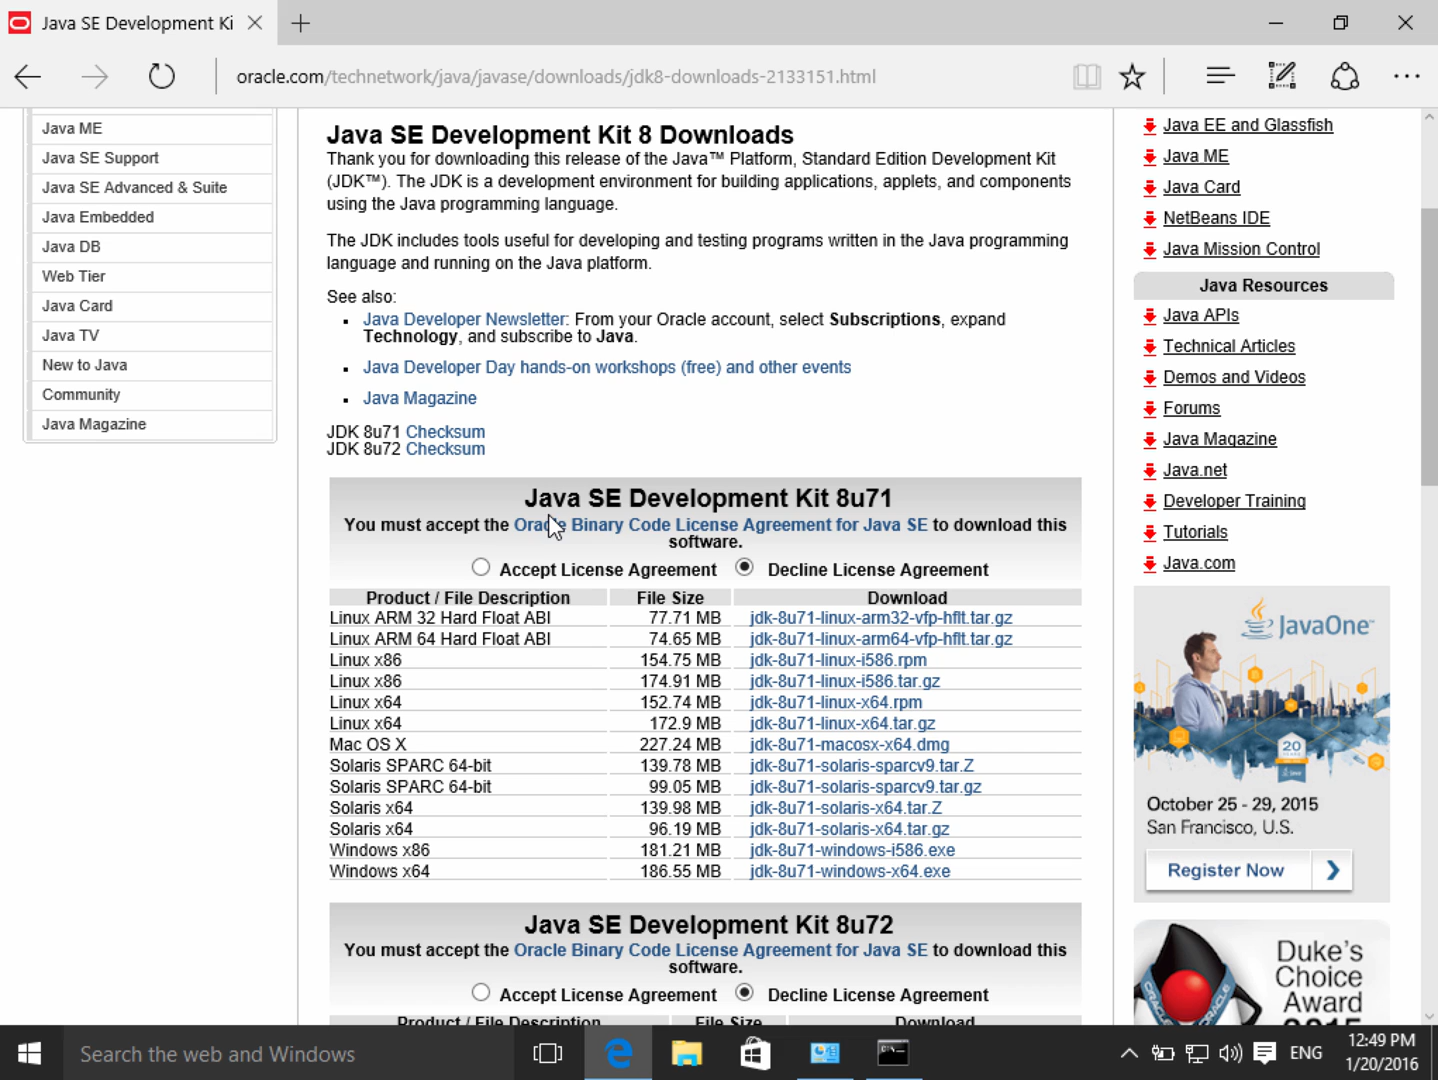 Java SE Development Ki
oracle.com/technetwork/java/javase/downloads/jdk8-downloads-2133151.html
Java ME
Java SE Support
Java SE Advanced & Suite
Java Embedded
Java DB
Web Tier
Java Card
Java TV
New to Java
Community
Java Magazine
Java SE Development Kit 8 Downloads
Thank you for downloading this release of the Java™ Platform, Standard Edition Development Kit
(JDK™). The JDK is a development environment for building applications, applets, and components
using the Java programming language.
The JDK includes tools useful for developing and testing programs written in the Java programming
language and running on the Java platform.
See also:
Java Developer Newsletter: From your Oracle account, select Subscriptions, expand
Technology, and subscribe to Java.
Java Developer Day hands-on workshops (free) and other events
Java Magazine
JDK 8u71 Checksum
JDK 8u72 Checksum
Java SE Development Kit 8u71
You must accept the Oracle Binary Code License Agreement for Java SE to download this
software.
Accept License Agreement Decline License Agreement
Product / File Description File Size Download
Linux ARM 32 Hard Float ABI 77.71 MB jdk-8u71-linux-arm32-vfp-hflt.tar.gz
Linux ARM 64 Hard Float ABI 74.65 MB jdk-8u71-linux-arm64-vfp-hflt.tar.gz
Linux x86 154.75 MB jdk-8u71-linux-i586.rpm
Linux x86 174.91 MB jdk-8u71-linux-i586.tar.gz
Linux x64 152.74 MB jdk-8u71-linux-x64.rpm
Linux x64 172.9 MB jdk-8u71-linux-x64.tar.gz
Mac OS X 227.24 MB jdk-8u71-macosx-x64.dmg
Solaris SPARC 64-bit 139.78 MB jdk-8u71-solaris-sparcv9.tar.Z
Solaris SPARC 64-bit 99.05 MB jdk-8u71-solaris-sparcv9.tar.gz
Solaris x64 139.98 MB jdk-8u71-solaris-x64.tar.Z
Solaris x64 96.19 MB jdk-8u71-solaris-x64.tar.gz
Windows x86 181.21 MB jdk-8u71-windows-i586.exe
Windows x64 186.55 MB jdk-8u71-windows-x64.exe
Java SE Development Kit 8u72
You must accept the Oracle Binary Code License Agreement for Java SE to download this
software.
Accept License Agreement Decline License Agreement
Product / File Description File Size Download
Java EE and Glassfish
Java ME
Java Card
NetBeans IDE
Java Mission Control
Java Resources
Java APIs
Technical Articles
Demos and Videos
Forums
Java Magazine
Java.net
Developer Training
Tutorials
Java.com
JavaOne™
20
YEARS
Java
October 25 - 29, 2015
San Francisco, U.S.
Register Now
Duke's
Choice
Award
2015
ORACLE
ORACLE
Search the web and Windows
ENG
12:49 PM
1/20/2016